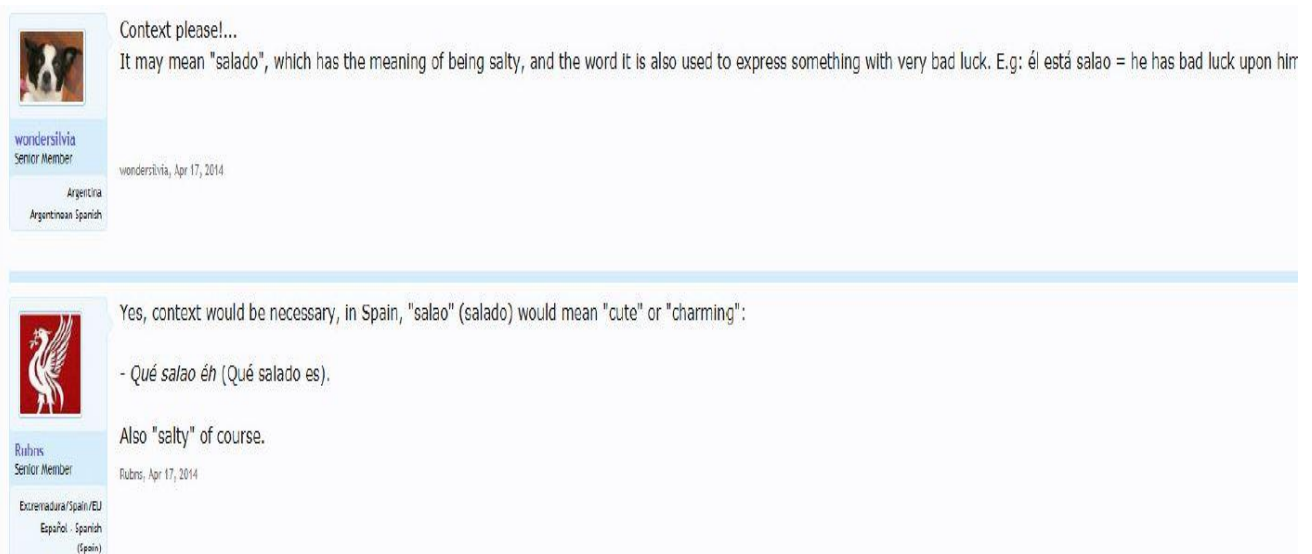 Context please!...
It may mean "salado", which has the meaning of being salty, and the word it is also used to express something with very bad luck. E.g: él está salao = he has bad luck upon him
wondersilvia
Senior Member
wondersilvia, Apr 17, 2014
Argentina
Argentinean Spanish
Yes, context would be necessary, in Spain, "salao" (salado) would mean "cute" or "charming":
- Qué salao éh (Qué salado es).
Also "salty" of course.
Rubns
Senior Member
Rubns, Apr 17, 2014
Extremadura/Spain/EU
Español - Spanish
(Spain)